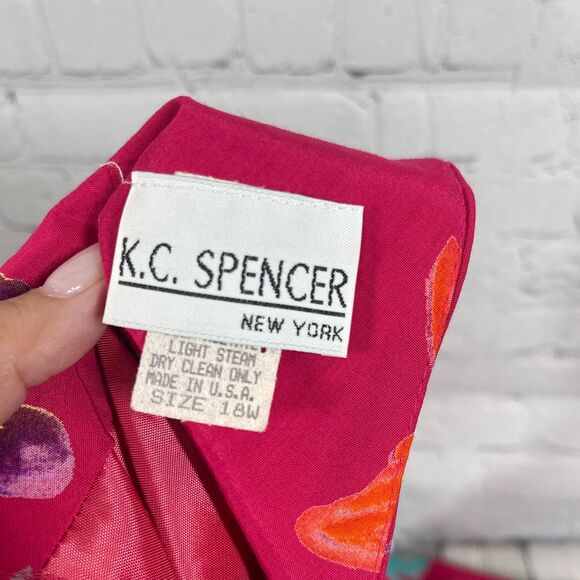 K.C. SPENCER
NEW YORK
LIGHT STEAM
DRY CLEAN ONLY
MADE IN U.S.A.
SIZE 18W